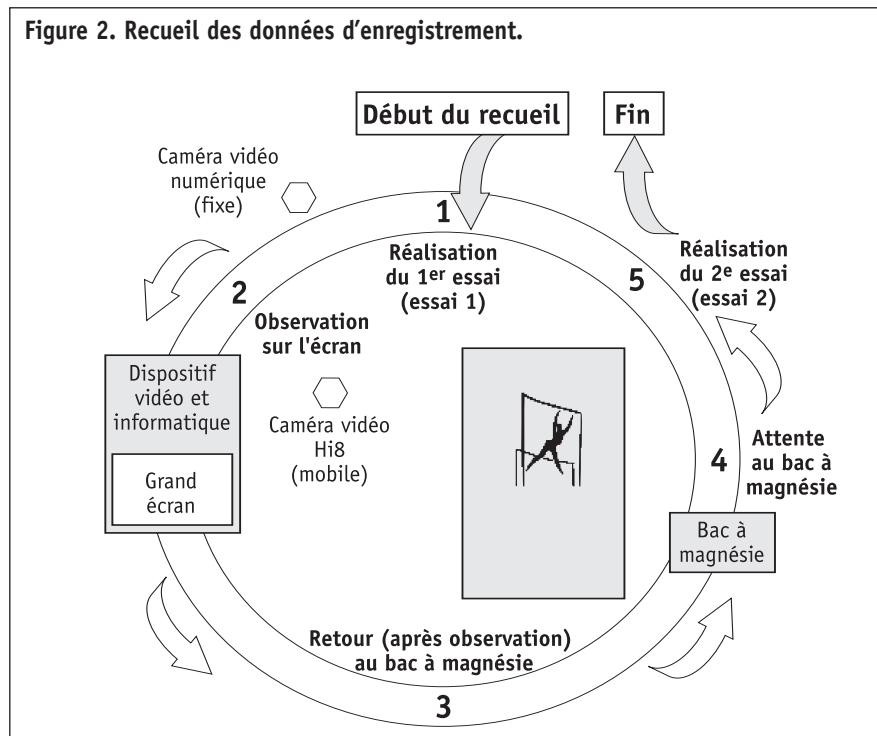 Figure 2. Recueil des données d'enregistrement.
Début du recueil
Fin
Caméra vidéo
numérique
(fixe)
1
Réalisation
du 1er essai
(essai 1)
5
Réalisation
du 2e essai
(essai 2)
2
Observation
sur l'écran
Dispositif
vidéo et
informatique
Grand
écran
Caméra vidéo
Hi8
(mobile)
4
Attente
au bac à
magnésie
Bac à
magnésie
Retour (après observation)
au bac à magnésie
3